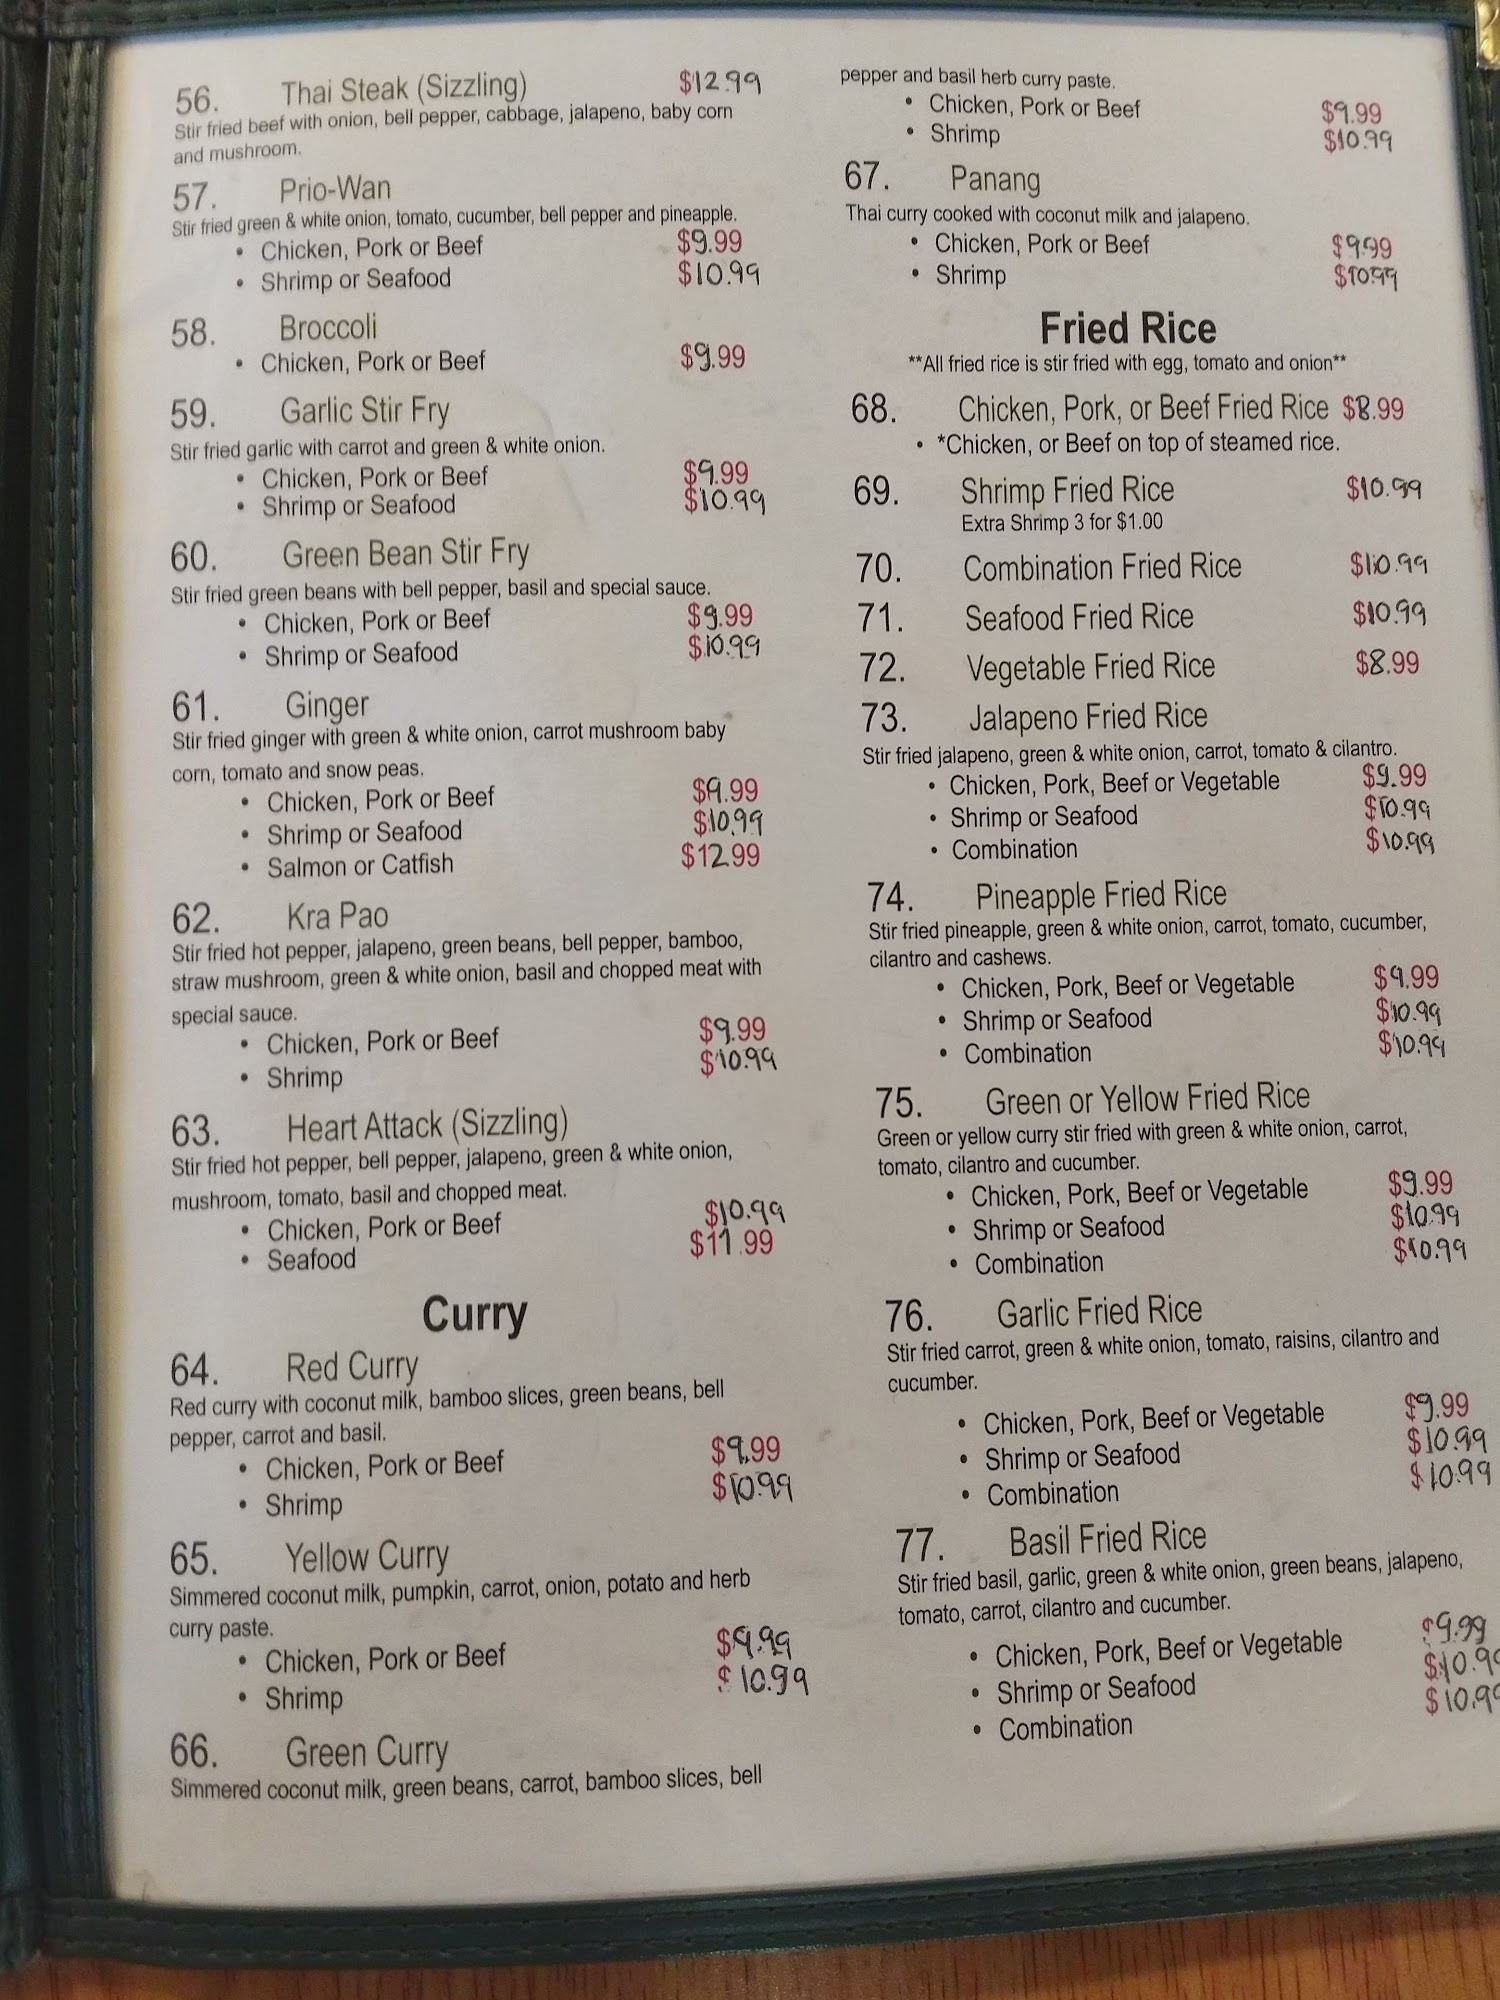 56. Thai Steak (Sizzling) $12.99
Stir fried beef with onion, bell pepper, cabbage, jalapeno, baby corn
and mushroom.
57. Prio-Wan
Stir fried green & white onion, tomato, cucumber, bell pepper and pineapple.
• Chicken, Pork or Beef $9.99
• Shrimp or Seafood $10.99
58. Broccoli
• Chicken, Pork or Beef $9.99
59. Garlic Stir Fry
Stir fried garlic with carrot and green & white onion.
• Chicken, Pork or Beef $9.99
• Shrimp or Seafood $10.99
60. Green Bean Stir Fry
Stir fried green beans with bell pepper, basil and special sauce.
• Chicken, Pork or Beef $9.99
• Shrimp or Seafood $10.99
61. Ginger
Stir fried ginger with green & white onion, carrot mushroom baby
corn, tomato and snow peas.
• Chicken, Pork or Beef $9.99
• Shrimp or Seafood $10.99
• Salmon or Catfish $12.99
62. Kra Pao
Stir fried hot pepper, jalapeno, green beans, bell pepper, bamboo,
straw mushroom, green & white onion, basil and chopped meat with
special sauce.
• Chicken, Pork or Beef $9.99
• Shrimp $10.99
63. Heart Attack (Sizzling)
Stir fried hot pepper, bell pepper, jalapeno, green & white onion,
mushroom, tomato, basil and chopped meat.
• Chicken, Pork or Beef $10.99
• Seafood $11.99
Curry
64. Red Curry
Red curry with coconut milk, bamboo slices, green beans, bell
pepper, carrot and basil.
• Chicken, Pork or Beef $9.99
• Shrimp $10.99
65. Yellow Curry
Simmered coconut milk, pumpkin, carrot, onion, potato and herb
curry paste.
• Chicken, Pork or Beef $9.99
• Shrimp $10.99
66. Green Curry
Simmered coconut milk, green beans, carrot, bamboo slices, bell
pepper and basil herb curry paste.
• Chicken, Pork or Beef $9.99
• Shrimp $10.99
67. Panang
Thai curry cooked with coconut milk and jalapeno.
• Chicken, Pork or Beef $9.99
• Shrimp $10.99
Fried Rice
**All fried rice is stir fried with egg, tomato and onion**
68. Chicken, Pork, or Beef Fried Rice $8.99
• *Chicken, or Beef on top of steamed rice.
69. Shrimp Fried Rice $10.99
Extra Shrimp 3 for $1.00
70. Combination Fried Rice $10.99
71. Seafood Fried Rice $10.99
72. Vegetable Fried Rice $8.99
73. Jalapeno Fried Rice
Stir fried jalapeno, green & white onion, carrot, tomato & cilantro.
• Chicken, Pork, Beef or Vegetable $9.99
• Shrimp or Seafood $10.99
• Combination $10.99
74. Pineapple Fried Rice
Stir fried pineapple, green & white onion, carrot, tomato, cucumber,
cilantro and cashews.
• Chicken, Pork, Beef or Vegetable $9.99
• Shrimp or Seafood $10.99
• Combination $10.99
75. Green or Yellow Fried Rice
Green or yellow curry stir fried with green & white onion, carrot,
tomato, cilantro and cucumber.
• Chicken, Pork, Beef or Vegetable $9.99
• Shrimp or Seafood $10.99
• Combination $10.99
76. Garlic Fried Rice
Stir fried carrot, green & white onion, tomato, raisins, cilantro and
cucumber.
• Chicken, Pork, Beef or Vegetable $9.99
• Shrimp or Seafood $10.99
• Combination $10.99
77. Basil Fried Rice
Stir fried basil, garlic, green & white onion, green beans, jalapeno,
tomato, carrot, cilantro and cucumber.
• Chicken, Pork, Beef or Vegetable $9.99
• Shrimp or Seafood $10.99
• Combination $10.99